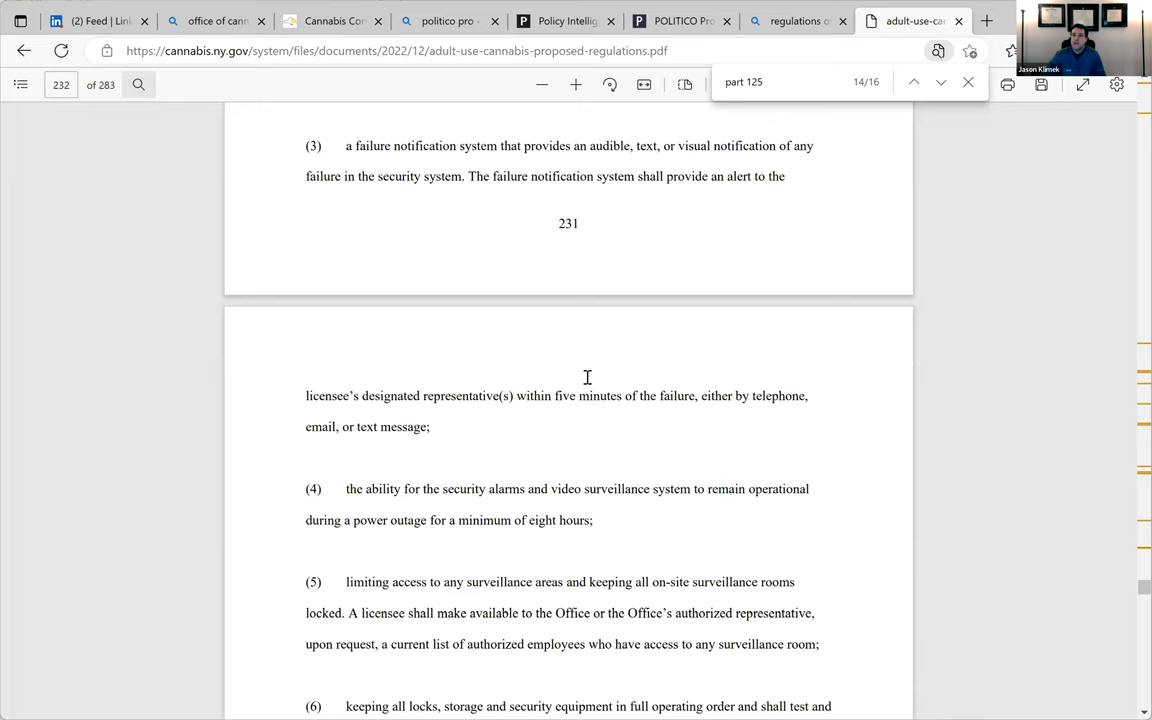 (2) Feed | Link
office of cann
Cannabis Con
politico pro -
Policy Intellig
POLITICO Pro
regulations o
adult-use-ca
https://cannabis.ny.gov/system/files/documents/2022/12/adult-use-cannabis-proposed-regulations.pdf
Jason Klimek
232 of 283
part 125 14/16
(3) a failure notification system that provides an audible, text, or visual notification of any
failure in the security system. The failure notification system shall provide an alert to the
231
licensee's designated representative(s) within five minutes of the failure, either by telephone,
email, or text message;
(4) the ability for the security alarms and video surveillance system to remain operational
during a power outage for a minimum of eight hours;
(5) limiting access to any surveillance areas and keeping all on-site surveillance rooms
locked. A licensee shall make available to the Office or the Office's authorized representative,
upon request, a current list of authorized employees who have access to any surveillance room;
(6) keeping all locks, storage and security equipment in full operating order and shall test and